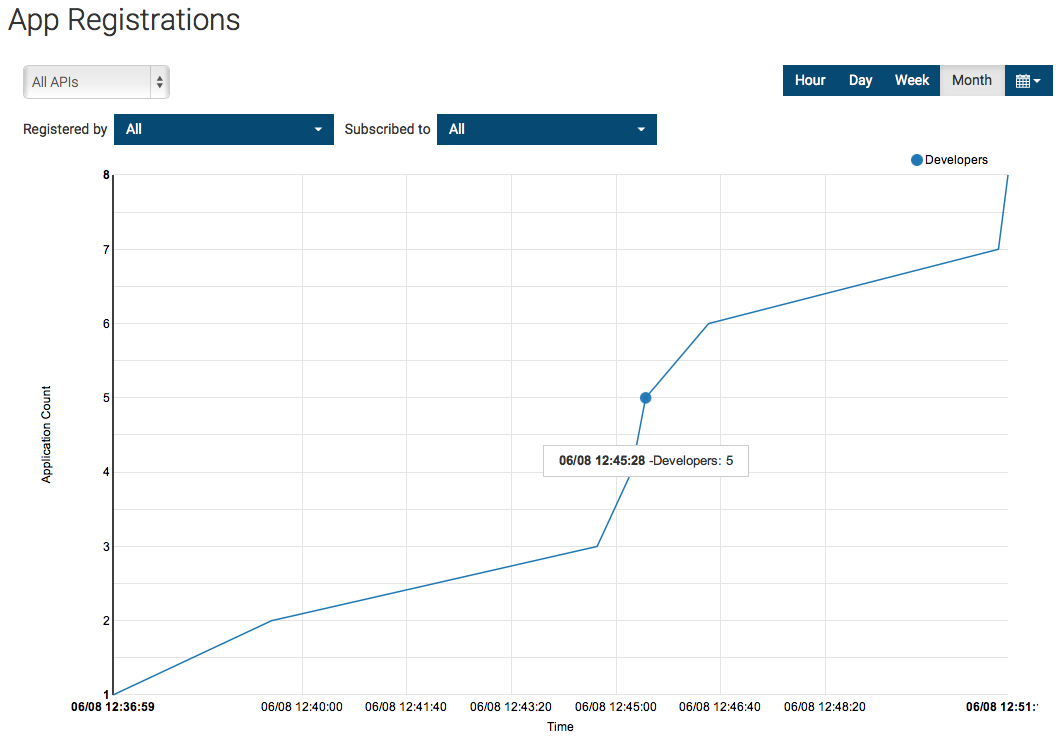 App Registrations
All APIs
Hour Day Week Month
Registered by All Subscribed to All
Developers
8
7
6
5
06/08 12:45:28 -Developers: 5
4
3
2
1
Application Count
06/08 12:36:59 06/08 12:40:00 06/08 12:41:40 06/08 12:43:20 06/08 12:45:00 06/08 12:46:40 06/08 12:48:20 06/08 12:51:
Time